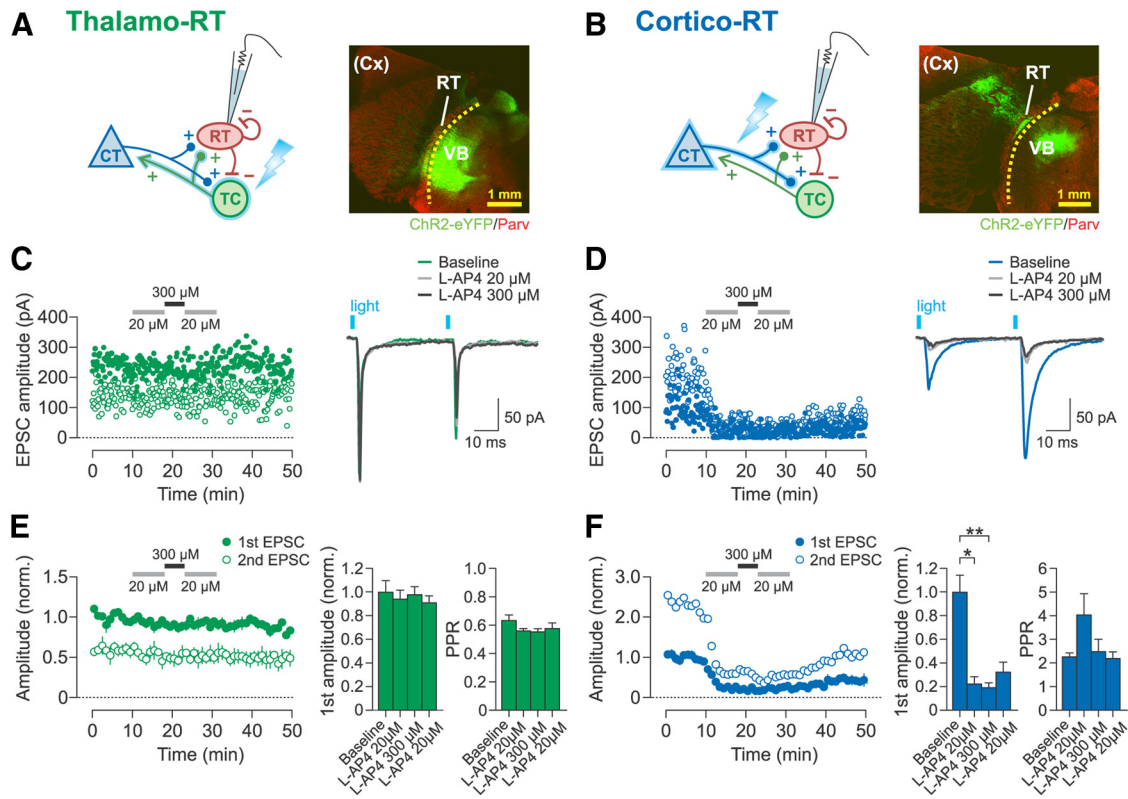 A Thalamo-RT
RT
−
CT
+
+
+
+
−
TC
(Cx)
RT
VB
1 mm
ChR2-eYFP/Parv
B Cortico-RT
RT
−
CT
+
+
+
+
−
TC
(Cx)
RT
VB
1 mm
ChR2-eYFP/Parv
C
300 µM
20 µM 20 µM
EPSC amplitude (pA)
400
300
200
100
0
0 10 20 30 40 50
Time (min)
Baseline
L-AP4 20 µM
L-AP4 300 µM
light
50 pA
10 ms
D
300 µM
20 µM 20 µM
EPSC amplitude (pA)
400
300
200
100
0
0 10 20 30 40 50
Time (min)
Baseline
L-AP4 20 µM
L-AP4 300 µM
light
50 pA
10 ms
E
1st EPSC
2nd EPSC
300 µM
20 µM 20 µM
Amplitude (norm.)
1.5
1.0
0.5
0
0 10 20 30 40 50
Time (min)
1st amplitude (norm.)
1.2
1.0
0.8
0.6
0.4
0.2
0
Baseline
L-AP4 20µM
L-AP4 300 µM
L-AP4 20µM
PPR
1.0
0.8
0.6
0.4
0.2
0
Baseline
L-AP4 20µM
L-AP4 300 µM
L-AP4 20µM
F
1st EPSC
2nd EPSC
300 µM
20 µM 20 µM
Amplitude (norm.)
3.0
2.0
1.0
0
0 10 20 30 40 50
Time (min)
1st amplitude (norm.)
**
*
1.2
1.0
0.8
0.6
0.4
0.2
0
Baseline
L-AP4 20µM
L-AP4 300 µM
L-AP4 20µM
PPR
6
5
4
3
2
1
0
Baseline
L-AP4 20µM
L-AP4 300 µM
L-AP4 20µM